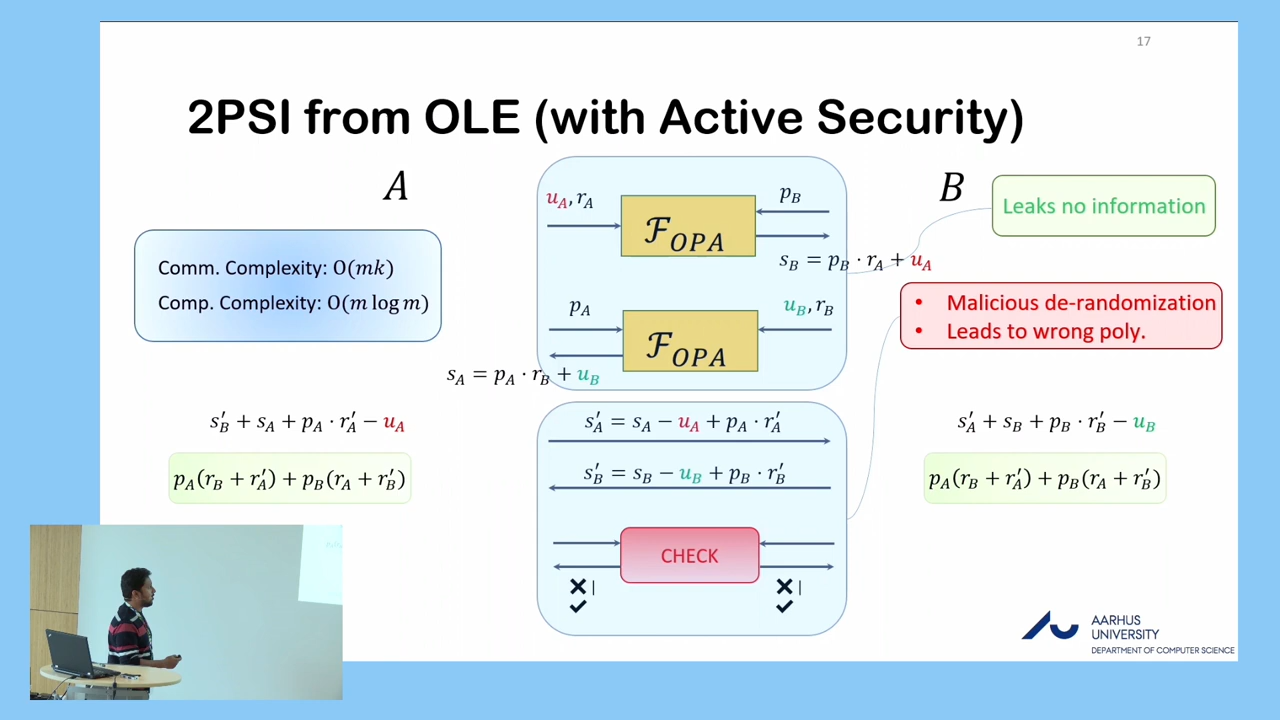 17
2PSI from OLE (with Active Security)
A
B
u_A, r_A
p_B
ℱ_OPA
s_B = p_B · r_A + u_A
Leaks no information
Comm. Complexity: O(mk)
Comp. Complexity: O(m log m)
p_A
u_B, r_B
ℱ_OPA
s_A = p_A · r_B + u_B
• Malicious de-randomization
• Leads to wrong poly.
s'_B + s_A + p_A · r'_A − u_A
s'_A = s_A − u_A + p_A · r'_A
s'_A + s_B + p_B · r'_B − u_B
p_A(r_B + r'_A) + p_B(r_A + r'_B)
s'_B = s_B − u_B + p_B · r'_B
p_A(r_B + r'_A) + p_B(r_A + r'_B)
CHECK
✕ |
✓
✕ |
✓
AARHUS
UNIVERSITY
DEPARTMENT OF COMPUTER SCIENCE